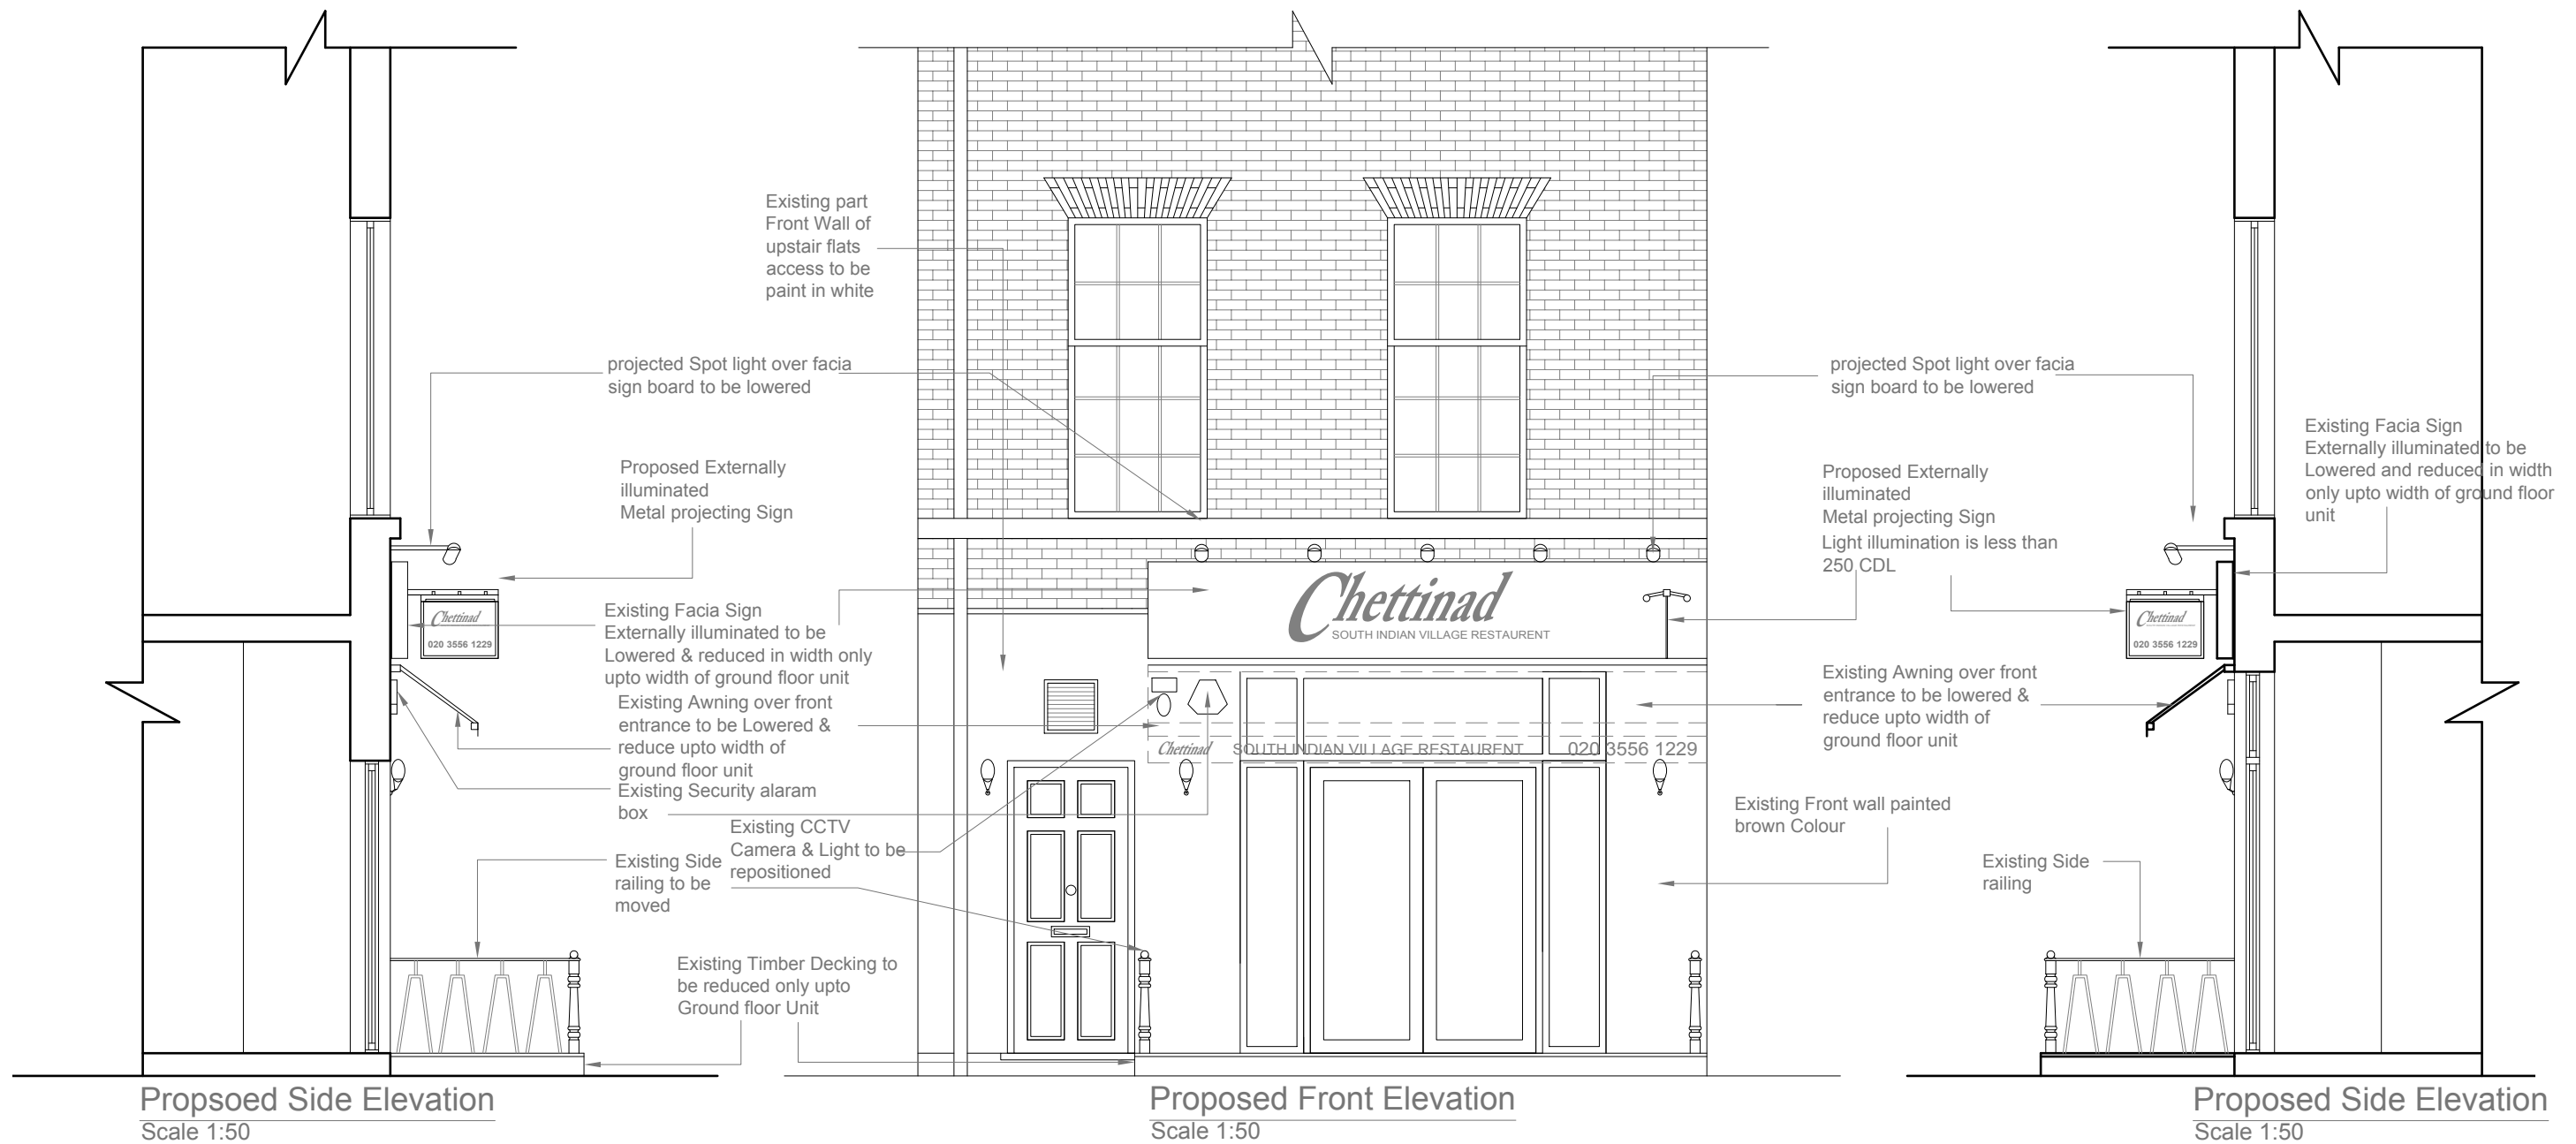 Existing part
Front Wall of
upstair flats
access to be
paint in white
projected Spot light over facia
sign board to be lowered
Proposed Externally
illuminated
Metal projecting Sign
Existing Facia Sign
Externally illuminated to be
Lowered & reduced in width only
upto width of ground floor unit
Existing Awning over front
entrance to be Lowered &
reduce upto width of
ground floor unit
Existing Security alaram
box
Existing CCTV
Camera & Light to be
repositioned
Existing Side
railing to be
moved
Existing Timber Decking to
be reduced only upto
Ground floor Unit
Chettinad
020 3556 1229
Propsoed Side Elevation
Scale 1:50
Chettinad
SOUTH INDIAN VILLAGE RESTAURENT
Chettinad SOUTH INDIAN VILLAGE RESTAURENT 020 3556 1229
Proposed Front Elevation
Scale 1:50
projected Spot light over facia
sign board to be lowered
Existing Facia Sign
Externally illuminated to be
Lowered and reduced in width
only upto width of ground floor
unit
Proposed Externally
illuminated
Metal projecting Sign
Light illumination is less than
250 CDL
Chettinad
020 3556 1229
Existing Awning over front
entrance to be lowered &
reduce upto width of
ground floor unit
Existing Front wall painted
brown Colour
Existing Side
railing
Proposed Side Elevation
Scale 1:50